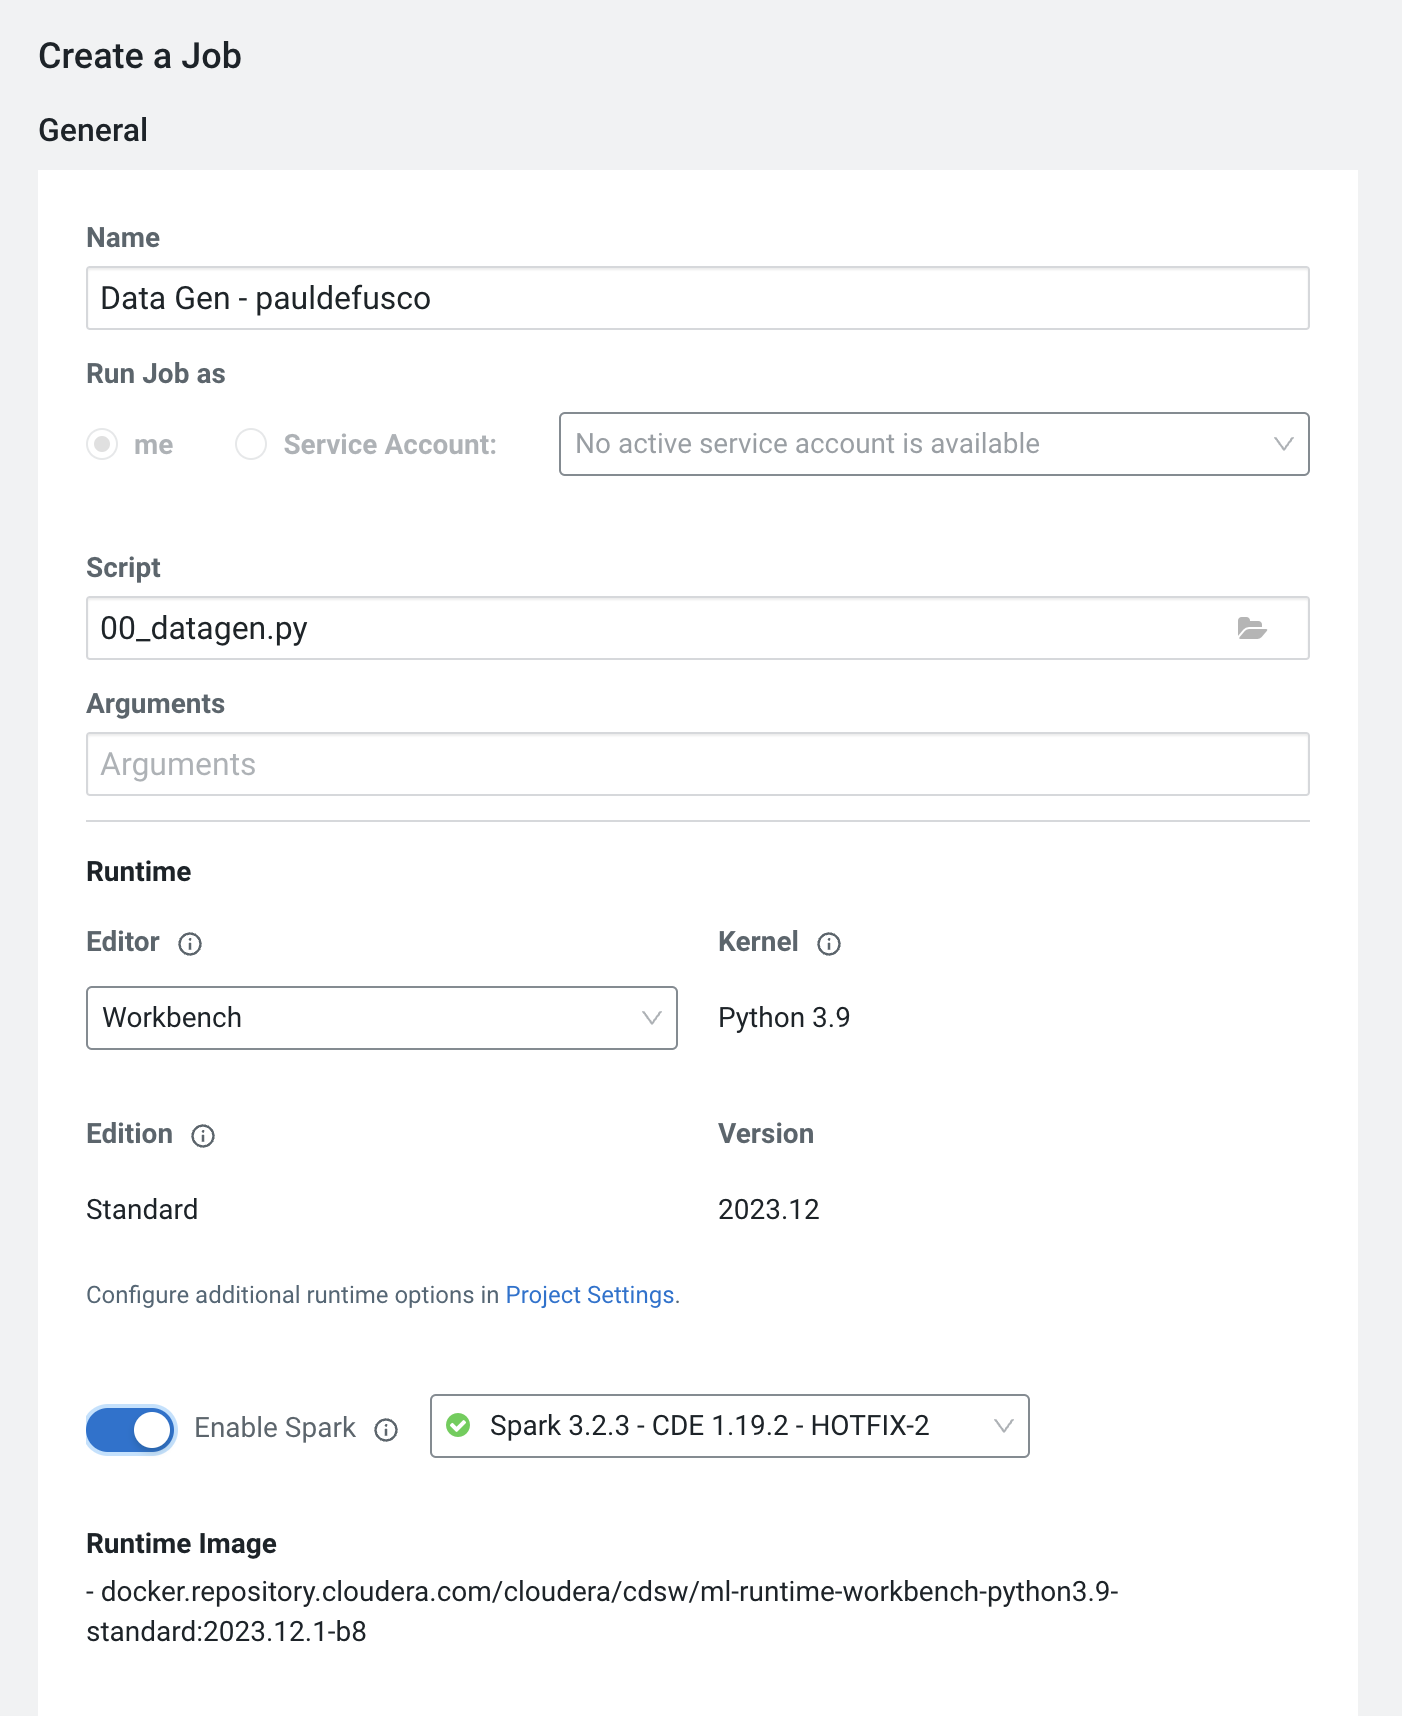 Create a Job
General
Name
Data Gen - pauldefusco
Run Job as
me Service Account: No active service account is available
Script
00_datagen.py
Arguments
Arguments
Runtime
Editor Kernel
Workbench Python 3.9
Edition Version
Standard 2023.12
Configure additional runtime options in Project Settings.
Enable Spark Spark 3.2.3 - CDE 1.19.2 - HOTFIX-2
Runtime Image
- docker.repository.cloudera.com/cloudera/cdsw/ml-runtime-workbench-python3.9-
standard:2023.12.1-b8